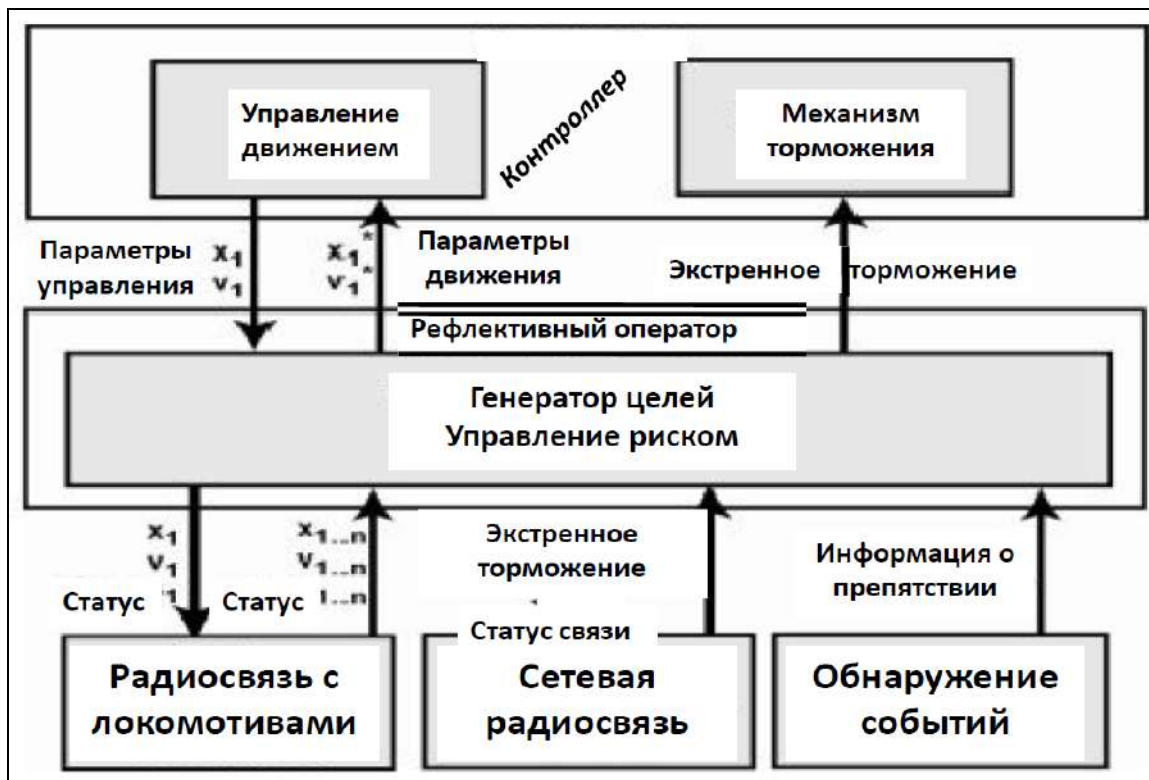 Управление
движением
Контроллер
Механизм
торможения
Параметры
управления
x1
v1
x1*
v1*
Параметры
движения
Экстренное торможение
Рефлективный оператор
Генератор целей
Управление риском
x1
v1
Статус
x1...n
v1...n
Статус 1...n
Экстренное
торможение
Статус связи
Информация о
препятствии
Радиосвязь с
локомотивами
Сетевая
радиосвязь
Обнаружение
событий